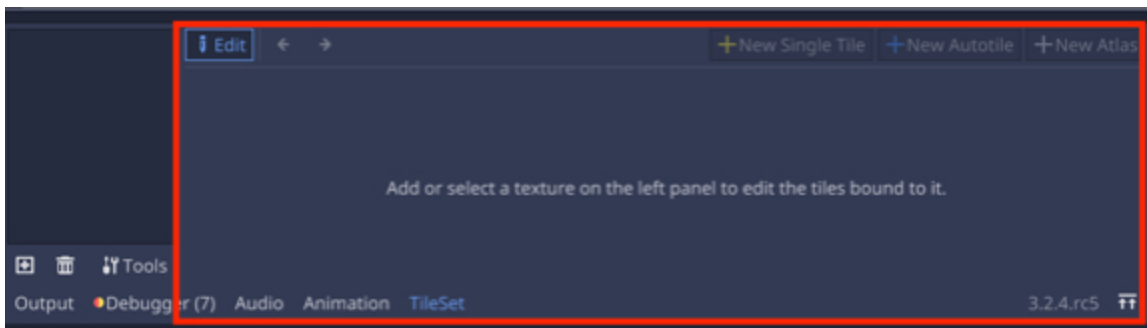 Edit
New Single Tile New Autotile New Atlas
Add or select a texture on the left panel to edit the tiles bound to it.
Tools
Output Debugger (7) Audio Animation TileSet 3.2.4.rc5